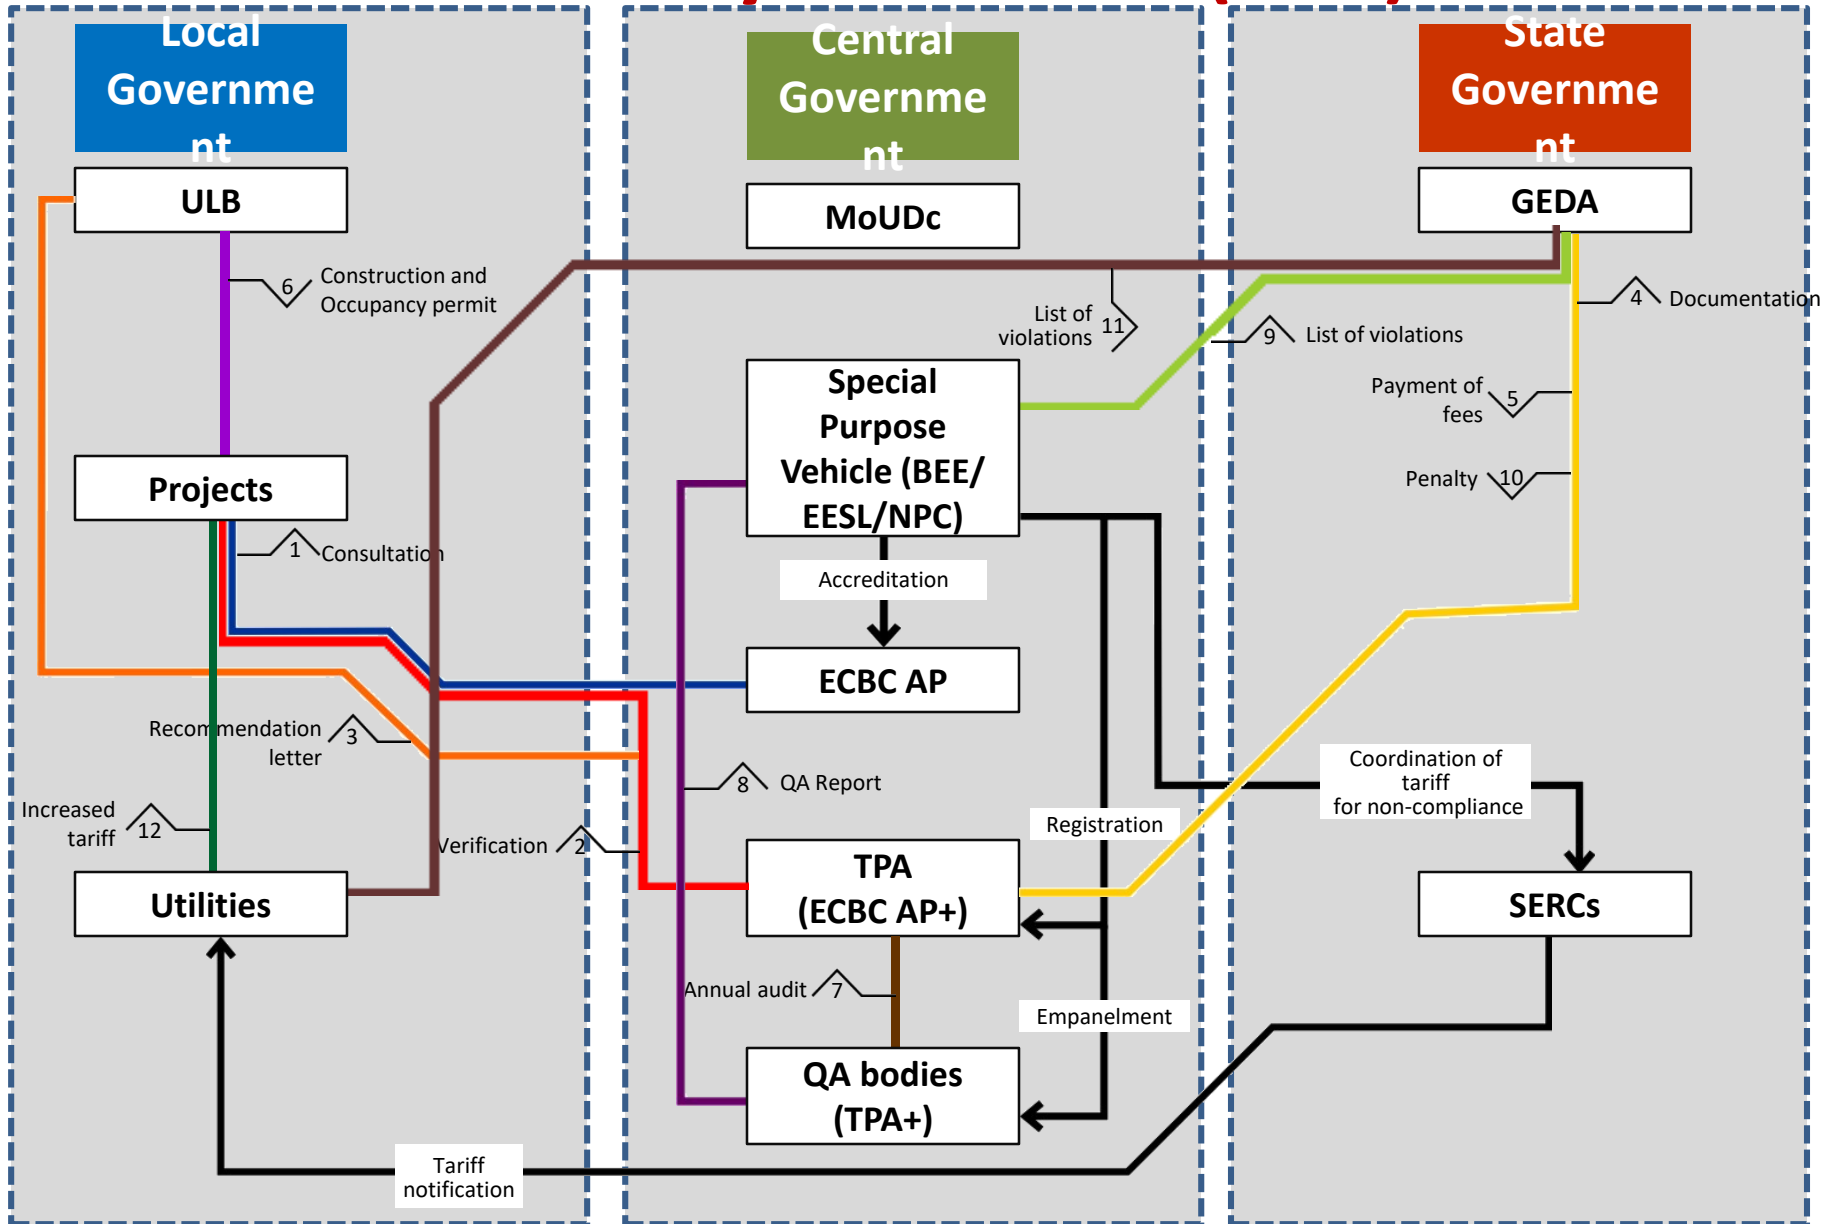 Local
Governme
nt
Central
Governme
nt
State
Governme
nt
ULB
MoUDc
GEDA
6
Construction and
Occupancy permit
List of
violations
11
9
List of violations
4
Documentation
Payment of
fees
5
Penalty
10
Special
Purpose
Vehicle (BEE/
EESL/NPC)
Projects
1
Consultation
Accreditation
ECBC AP
Recommendation
letter
3
8
QA Report
Coordination of
tariff
for non-compliance
Increased
tariff
12
Verification
2
Registration
Utilities
TPA
(ECBC AP+)
SERCs
Annual audit
7
Empanelment
QA bodies
(TPA+)
Tariff
notification